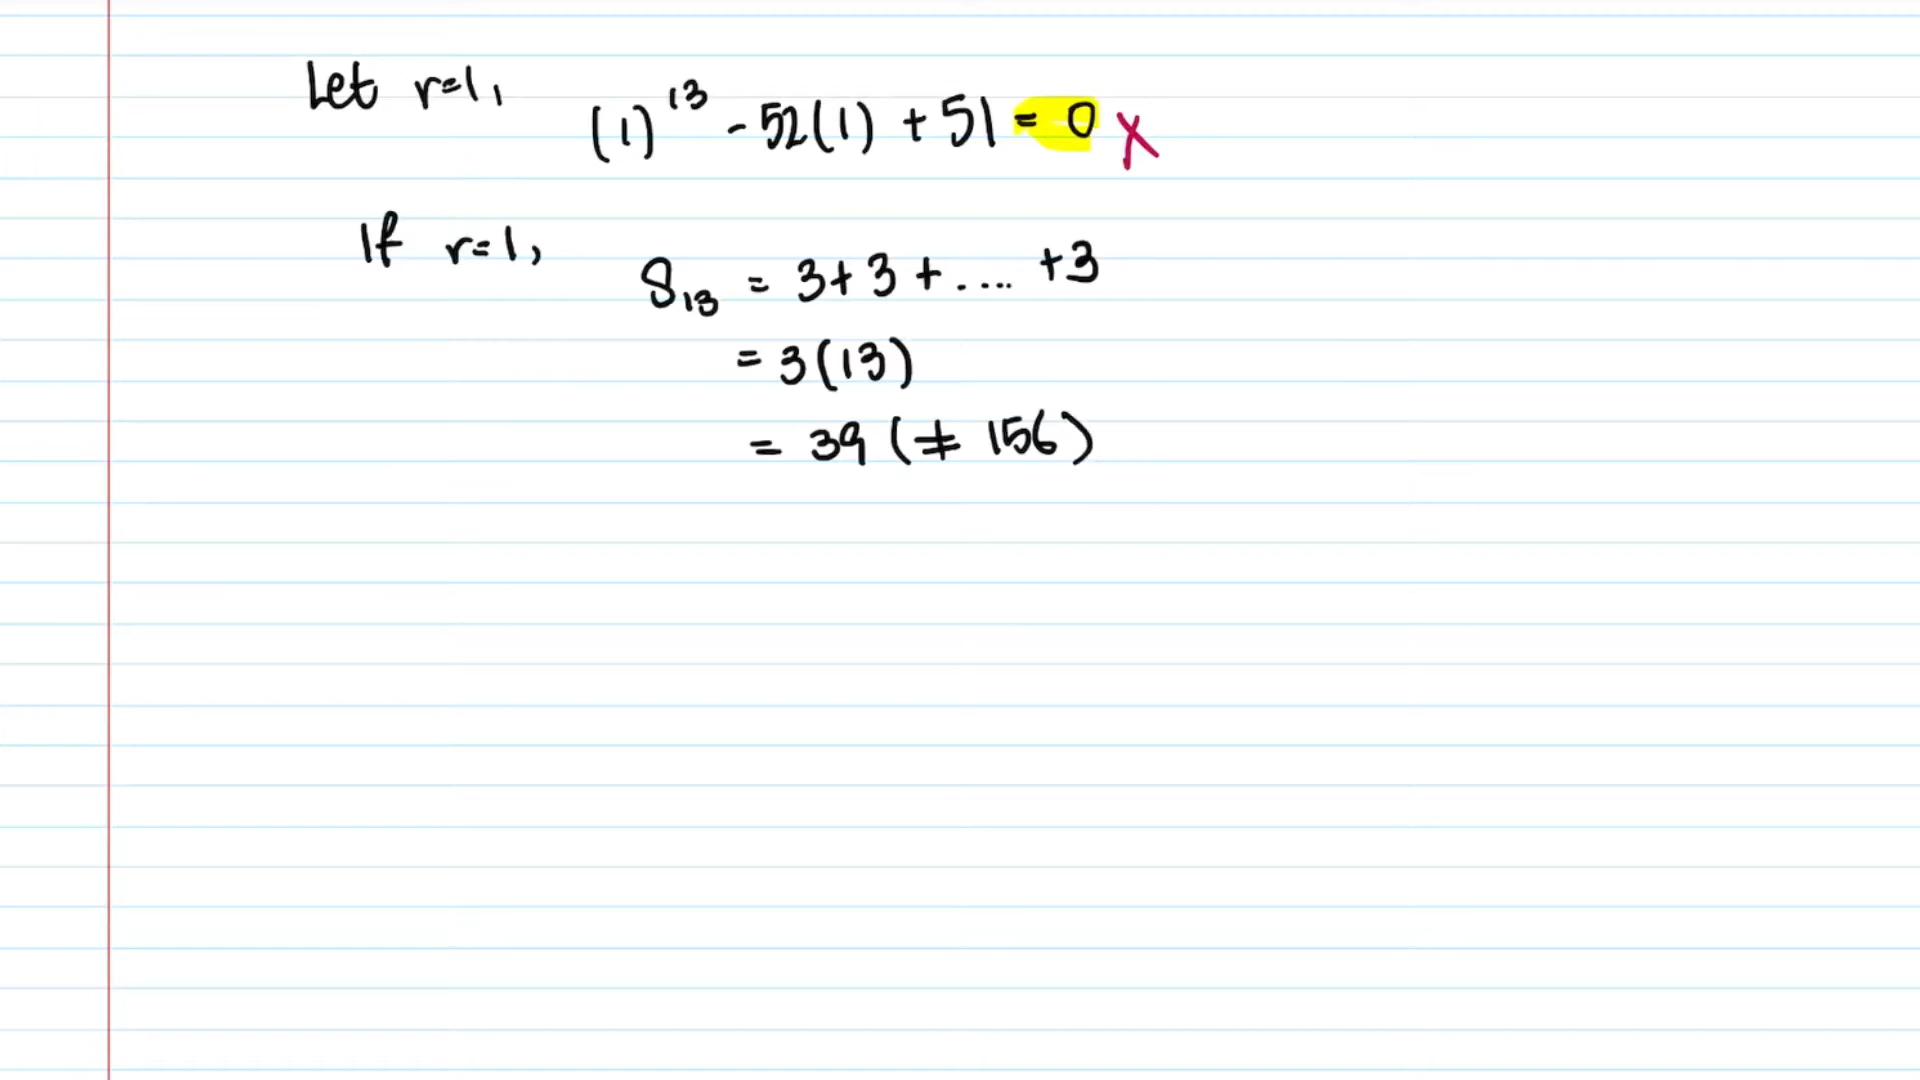 Let r=1, (1)^13 - 52(1) + 51 = 0 X
If r=1, S₁₃ = 3+3+.... +3
= 3(13)
= 39 (≠ 156)